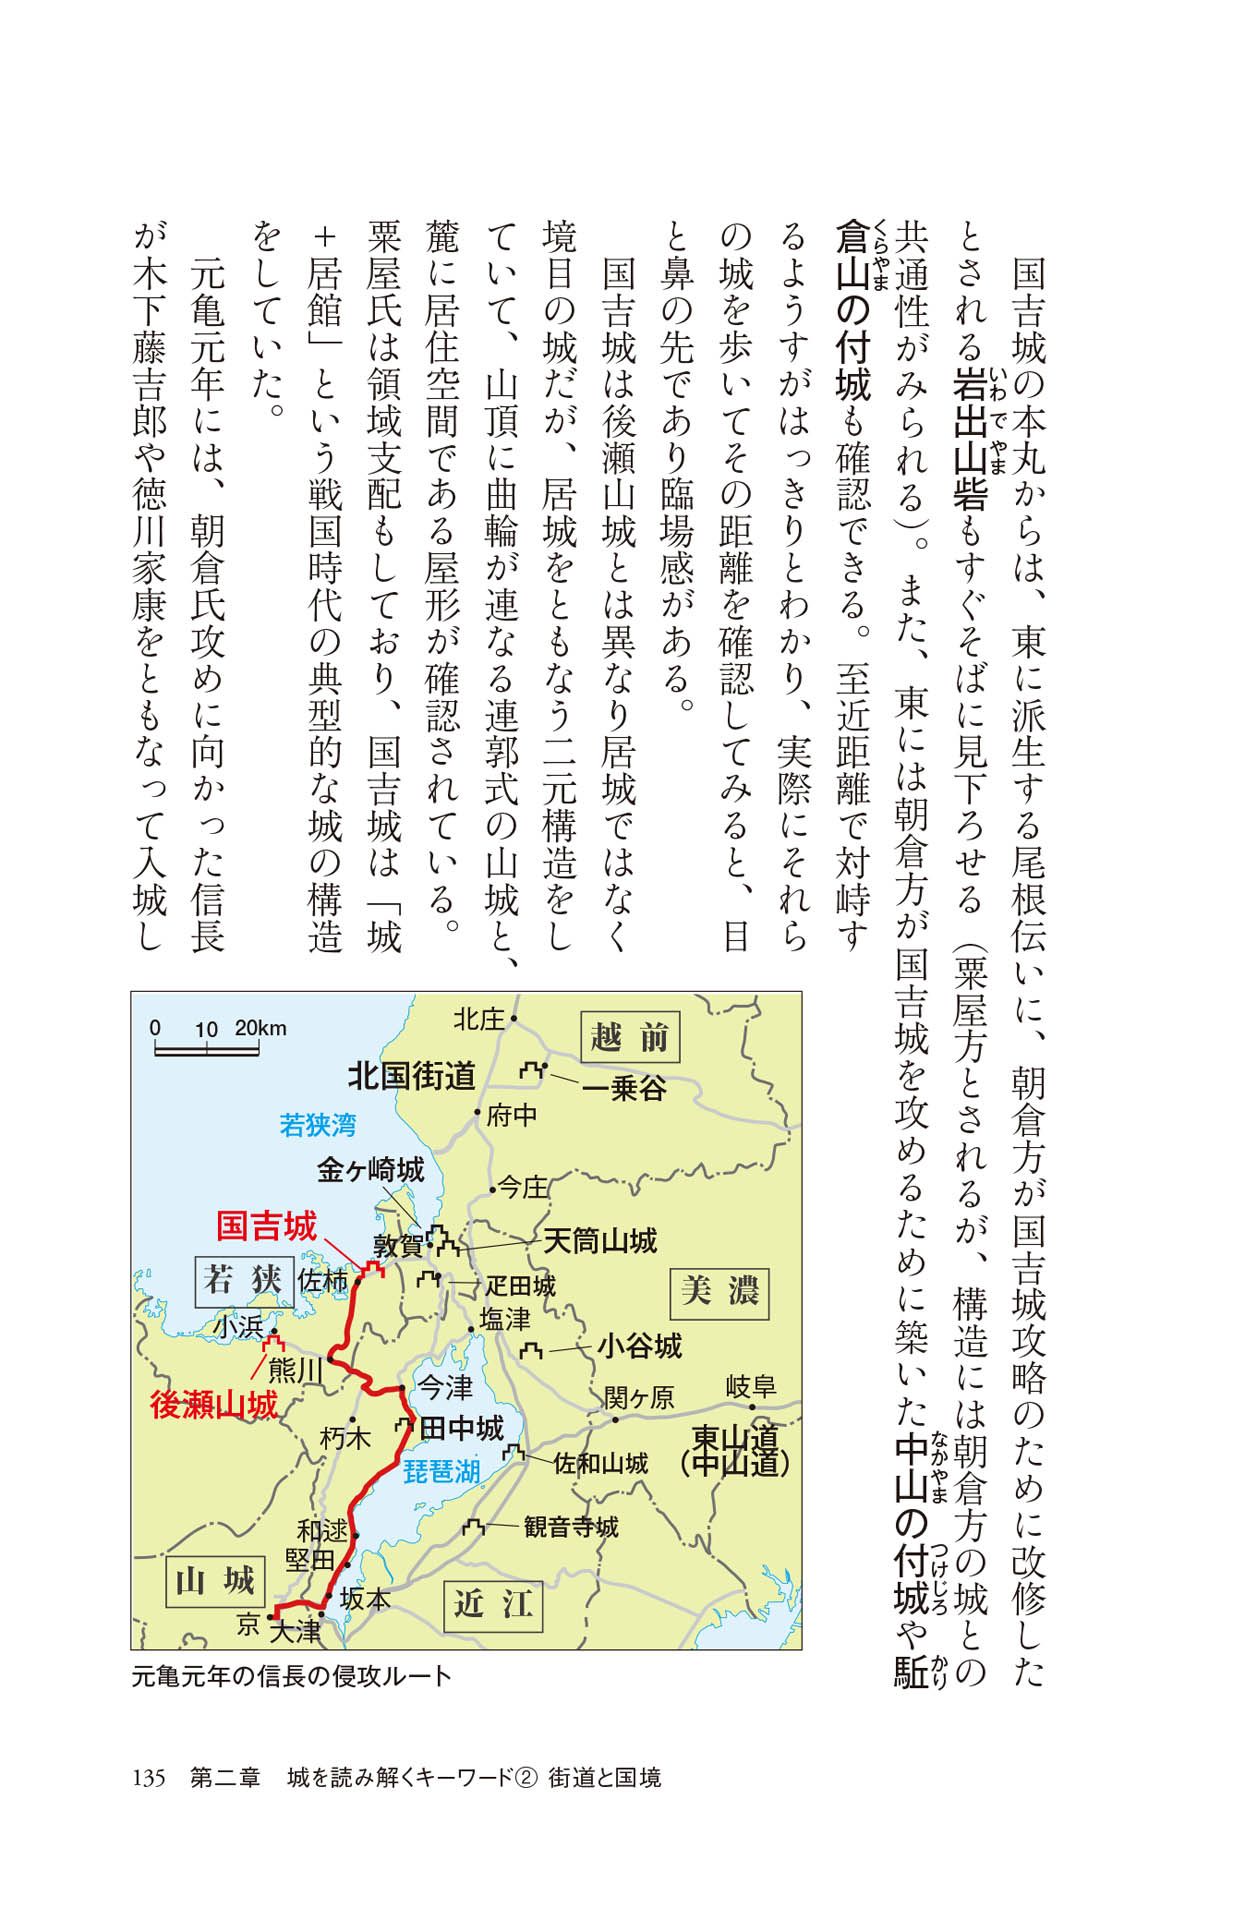 国吉城の本丸からは、東に派生する尾根伝いに、朝倉方が国吉城攻略のために改修した
とされる岩出山砦もすぐそばに見下ろせる（粟屋方とされるが、構造には朝倉方の城との
いわでやま
共通性がみられる）。また、東には朝倉方が国吉城を攻めるために築いた中山の付城や駈
なかやま
つけじろ
かり
倉山の付城も確認できる。至近距離で対峙す
くらやま
るようすがはっきりとわかり、実際にそれら
の城を歩いてその距離を確認してみると、目
と鼻の先であり臨場感がある。
国吉城は後瀬山城とは異なり居城ではなく
境目の城だが、居城をともなう二元構造をし
ていて、山頂に曲輪が連なる連郭式の山城と、
麓に居住空間である屋形が確認されている。
粟屋氏は領域支配もしており、国吉城は「城
＋居館」という戦国時代の典型的な城の構造
をしていた。
元亀元年には、朝倉氏攻めに向かった信長
が木下藤吉郎や徳川家康をともなって入城し
0 10 20km
北庄
越前
北国街道
一乗谷
若狭湾
府中
金ヶ崎城
今庄
国吉城
敦賀
天筒山城
若狭
佐柿
疋田城
美濃
小浜
塩津
小谷城
熊川
後瀬山城
今津
関ヶ原
岐阜
朽木
田中城
東山道
（中山道）
琵琶湖
佐和山城
和迩
観音寺城
堅田
山城
坂本
近江
京
大津
元亀元年の信長の侵攻ルート
135 第二章 城を読み解くキーワード② 街道と国境